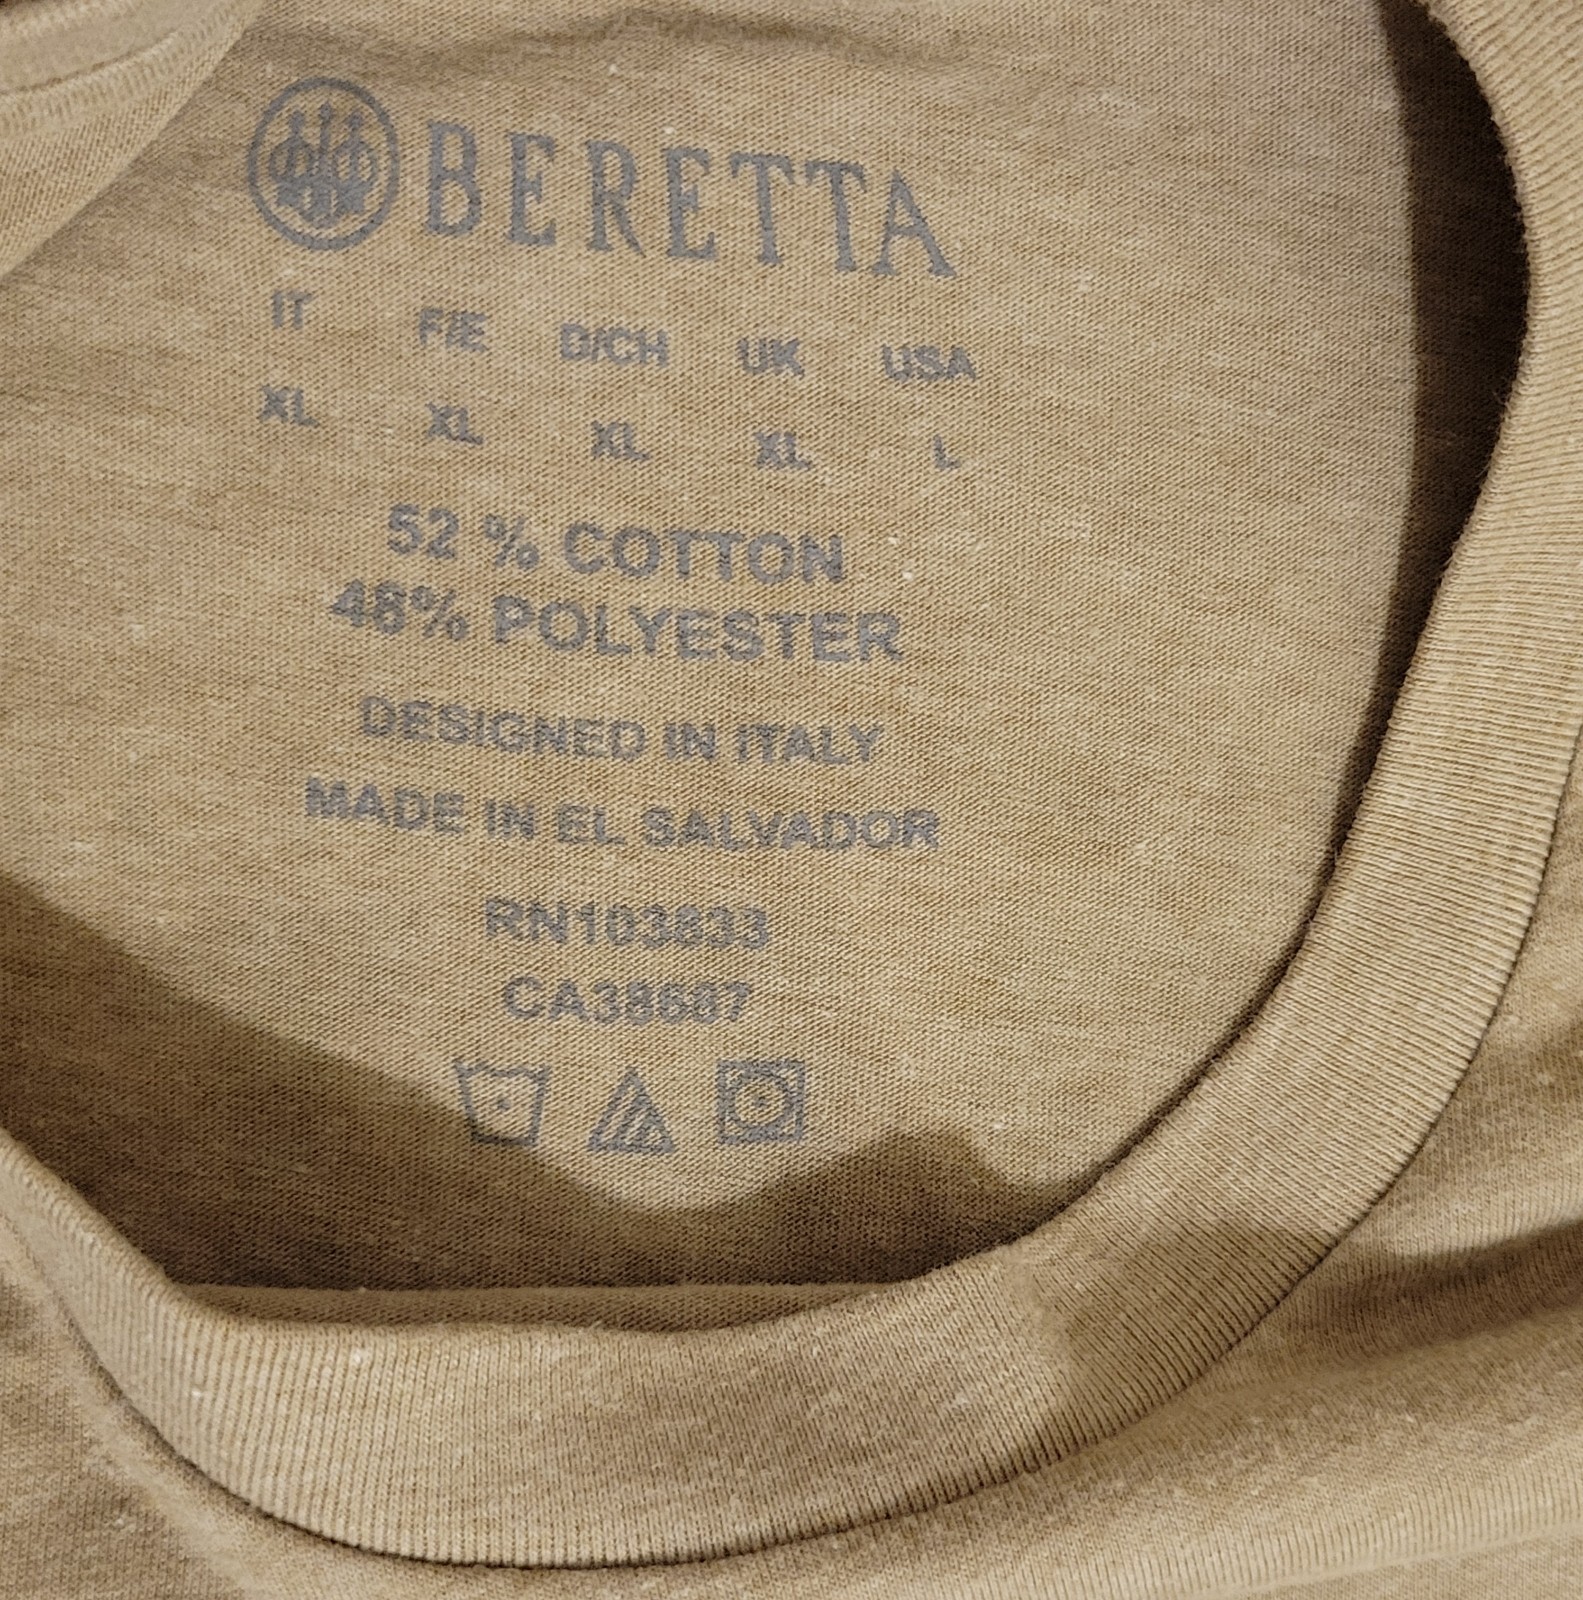 BERETTA
IT F/E D/CH UK USA
XL XL XL XL L
52 % COTTON
48% POLYESTER
DESIGNED IN ITALY
MADE IN EL SALVADOR
RN103833
CA38687